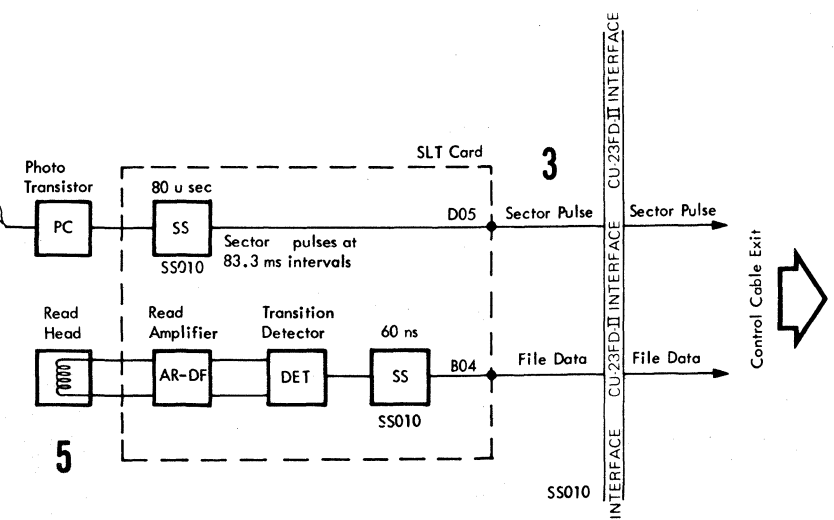 SLT Card
3
Photo
Transistor
PC
80 u sec
SS
SS010
Sector pulses at
83.3 ms intervals
D05
Sector Pulse
Sector Pulse
CU-23FD-II INTERFACE
CU-23FD-II INTERFACE
INTERFACE
Control Cable Exit
Read
Head
Read
Amplifier
AR-DF
Transition
Detector
DET
60 ns
SS
SS010
B04
File Data
File Data
5
SS010